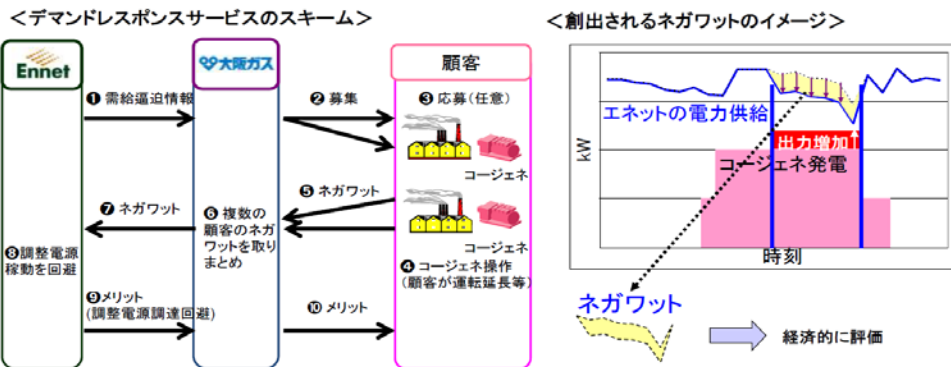 ＜デマンドレスポンスサービスのスキーム＞
Ennet
大阪ガス
顧客
❶需給逼迫情報
❷募集
❸応募(任意)
コージェネ
❺ネガワット
❼ネガワット
❻複数の
顧客のネガ
ワットを取り
まとめ
コージェネ
❽調整電源
稼動を回避
❹コージェネ操作
(顧客が運転延長等)
❾メリット
(調整電源調達回避)
❿メリット
＜創出されるネガワットのイメージ＞
エネットの電力供給
kW
出力増加
コージェネ発電
時刻
ネガワット
経済的に評価